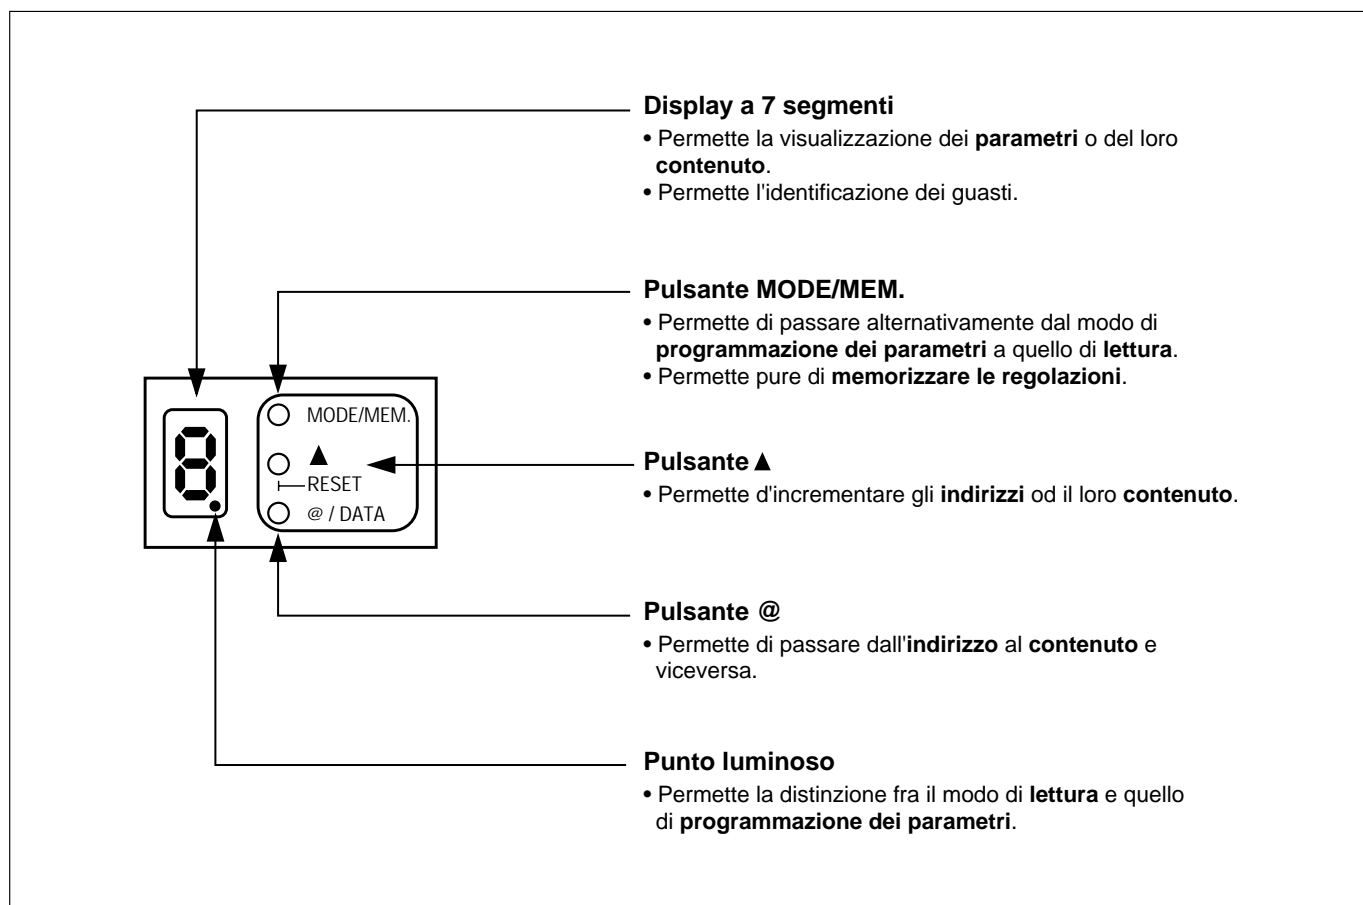 Display a 7 segmenti
• Permette la visualizzazione dei parametri o del loro
contenuto.
• Permette l'identificazione dei guasti.
Pulsante MODE/MEM.
• Permette di passare alternativamente dal modo di
programmazione dei parametri a quello di lettura.
• Permette pure di memorizzare le regolazioni.
8.
MODE/MEM.
▲
RESET
@ / DATA
Pulsante ▲
• Permette d'incrementare gli indirizzi od il loro contenuto.
Pulsante @
• Permette di passare dall'indirizzo al contenuto e
viceversa.
Punto luminoso
• Permette la distinzione fra il modo di lettura e quello
di programmazione dei parametri.